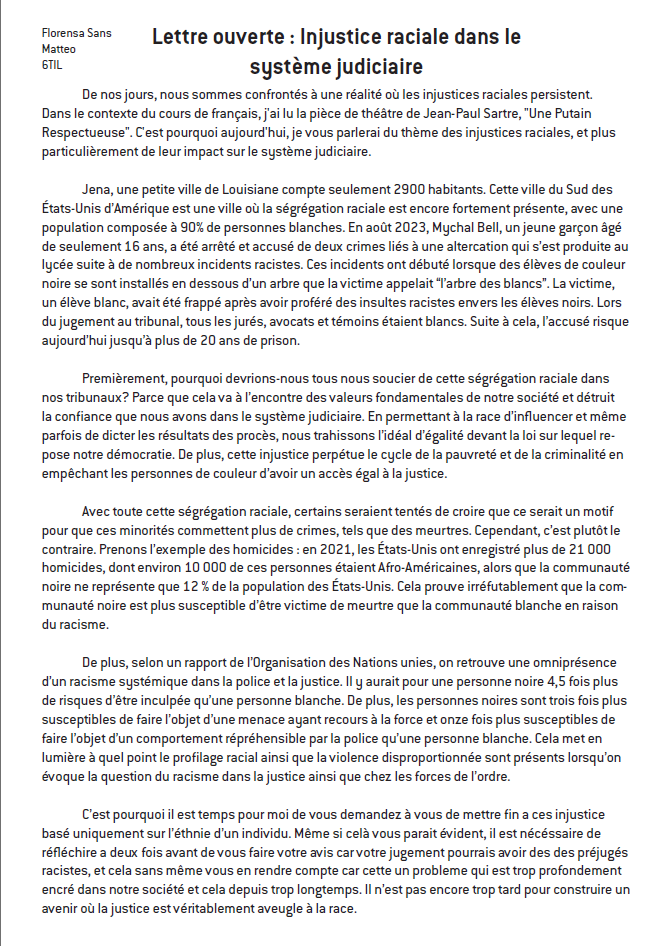 Florensa Sans
Matteo
6TIL
Lettre ouverte : Injustice raciale dans le
système judiciaire
De nos jours, nous sommes confrontés à une réalité où les injustices raciales persistent.
Dans le contexte du cours de français, j'ai lu la pièce de théâtre de Jean-Paul Sartre, "Une Putain
Respectueuse". C'est pourquoi aujourd'hui, je vous parlerai du thème des injustices raciales, et plus
particulièrement de leur impact sur le système judiciaire.
Jena, une petite ville de Louisiane compte seulement 2900 habitants. Cette ville du Sud des
États-Unis d'Amérique est une ville où la ségrégation raciale est encore fortement présente, avec une
population composée à 90% de personnes blanches. En août 2023, Mychal Bell, un jeune garçon âgé
de seulement 16 ans, a été arrêté et accusé de deux crimes liés à une altercation qui s'est produite au
lycée suite à de nombreux incidents racistes. Ces incidents ont débuté lorsque des élèves de couleur
noire se sont installés en dessous d'un arbre que la victime appelait “l'arbre des blancs”. La victime,
un élève blanc, avait été frappé après avoir proféré des insultes racistes envers les élèves noirs. Lors
du jugement au tribunal, tous les jurés, avocats et témoins étaient blancs. Suite à cela, l'accusé risque
aujourd'hui jusqu'à plus de 20 ans de prison.
Premièrement, pourquoi devrions-nous tous nous soucier de cette ségrégation raciale dans
nos tribunaux? Parce que cela va à l'encontre des valeurs fondamentales de notre société et détruit
la confiance que nous avons dans le système judiciaire. En permettant à la race d'influencer et même
parfois de dicter les résultats des procès, nous trahissons l'idéal d'égalité devant la loi sur lequel re-
pose notre démocratie. De plus, cette injustice perpétue le cycle de la pauvreté et de la criminalité en
empêchant les personnes de couleur d'avoir un accès égal à la justice.
Avec toute cette ségrégation raciale, certains seraient tentés de croire que ce serait un motif
pour que ces minorités commettent plus de crimes, tels que des meurtres. Cependant, c'est plutôt le
contraire. Prenons l'exemple des homicides : en 2021, les États-Unis ont enregistré plus de 21 000
homicides, dont environ 10 000 de ces personnes étaient Afro-Américaines, alors que la communauté
noire ne représente que 12 % de la population des États-Unis. Cela prouve irréfutablement que la com-
munauté noire est plus susceptible d'être victime de meurtre que la communauté blanche en raison
du racisme.
De plus, selon un rapport de l'Organisation des Nations unies, on retrouve une omniprésence
d'un racisme systémique dans la police et la justice. Il y aurait pour une personne noire 4,5 fois plus
de risques d'être inculpée qu'une personne blanche. De plus, les personnes noires sont trois fois plus
susceptibles de faire l'objet d'une menace ayant recours à la force et onze fois plus susceptibles de
faire l'objet d'un comportement répréhensible par la police qu'une personne blanche. Cela met en
lumière à quel point le profilage racial ainsi que la violence disproportionnée sont présents lorsqu'on
évoque la question du racisme dans la justice ainsi que chez les forces de l'ordre.
C'est pourquoi il est temps pour moi de vous demandez à vous de mettre fin a ces injustice
basé uniquement sur l'éthnie d'un individu. Même si celà vous parait évident, il est nécéssaire de
réfléchire a deux fois avant de vous faire votre avis car votre jugement pourrais avoir des des préjugés
racistes, et cela sans même vous en rendre compte car cette un probleme qui est trop profondement
encré dans notre société et cela depuis trop longtemps. Il n'est pas encore trop tard pour construire un
avenir où la justice est véritablement aveugle à la race.